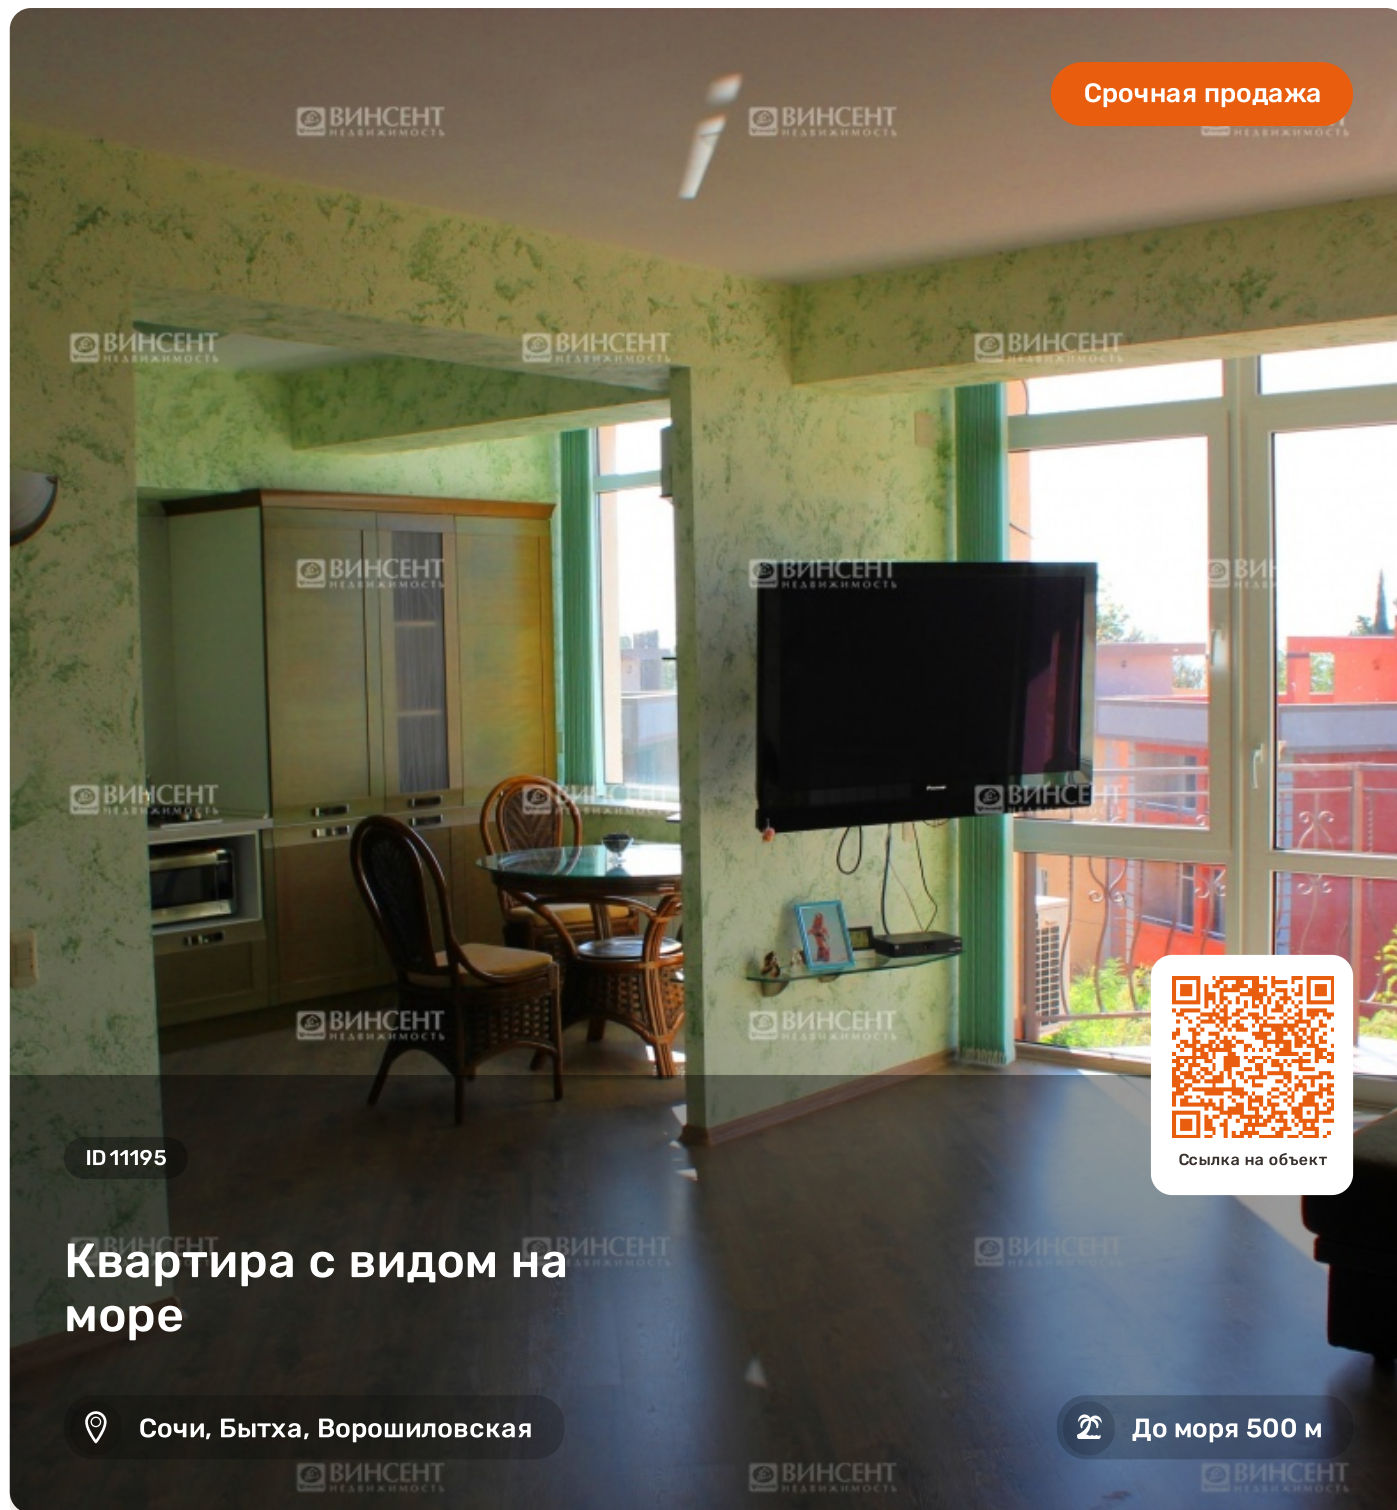 Срочная продажа
ВИНСЕНТ
НЕДВИЖИМОСТЬ
Ссылка на объект
ID 11195
Квартира с видом на
море
Сочи, Бытха, Ворошиловская
До моря 500 м